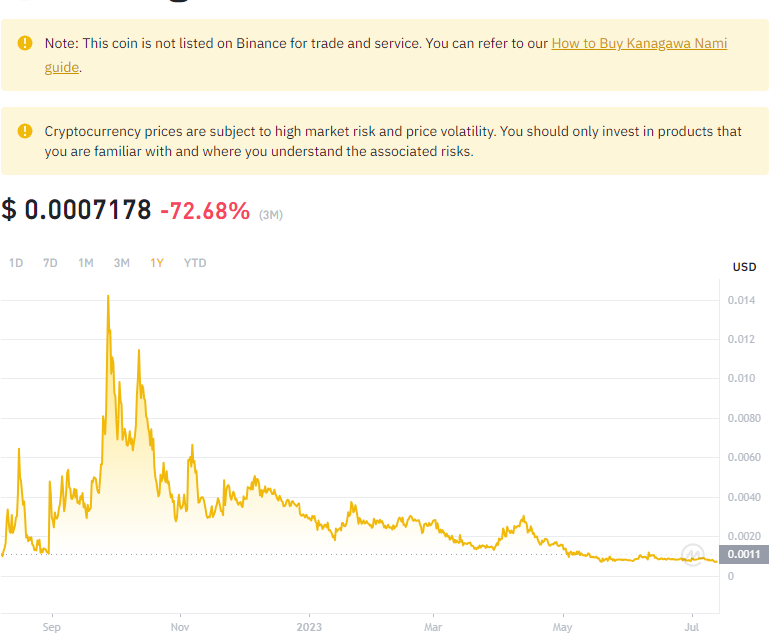 Note: This coin is not listed on Binance for trade and service. You can refer to our How to Buy Kanagawa Nami
guide.
Cryptocurrency prices are subject to high market risk and price volatility. You should only invest in products that
you are familiar with and where you understand the associated risks.
$ 0.0007178 -72.68% (3M)
1D 7D 1M 3M 1Y YTD
USD
0.014
0.012
0.010
0.0080
0.0060
0.0040
0.0020
0.0011
0
Sep Nov 2023 Mar May Jul